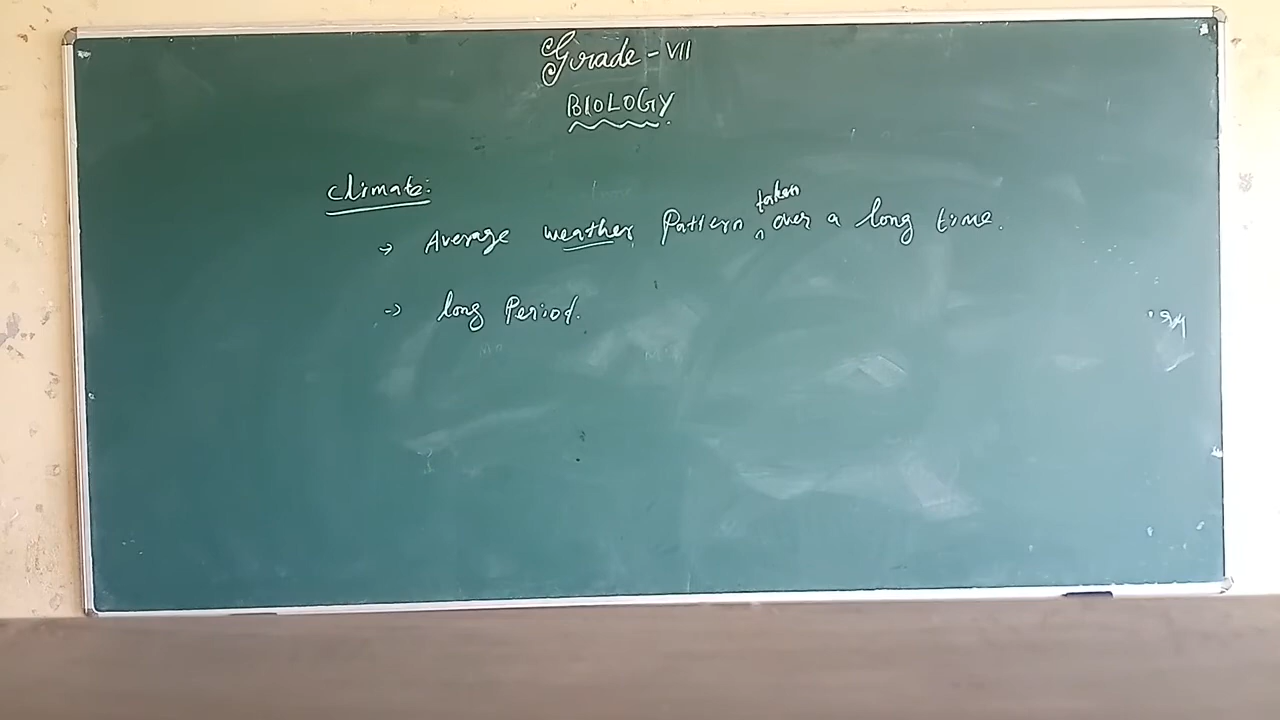 Grade - VII
BIOLOGY.
Climate:
→ Average weather Pattern taken over a long time.
→ long Period.